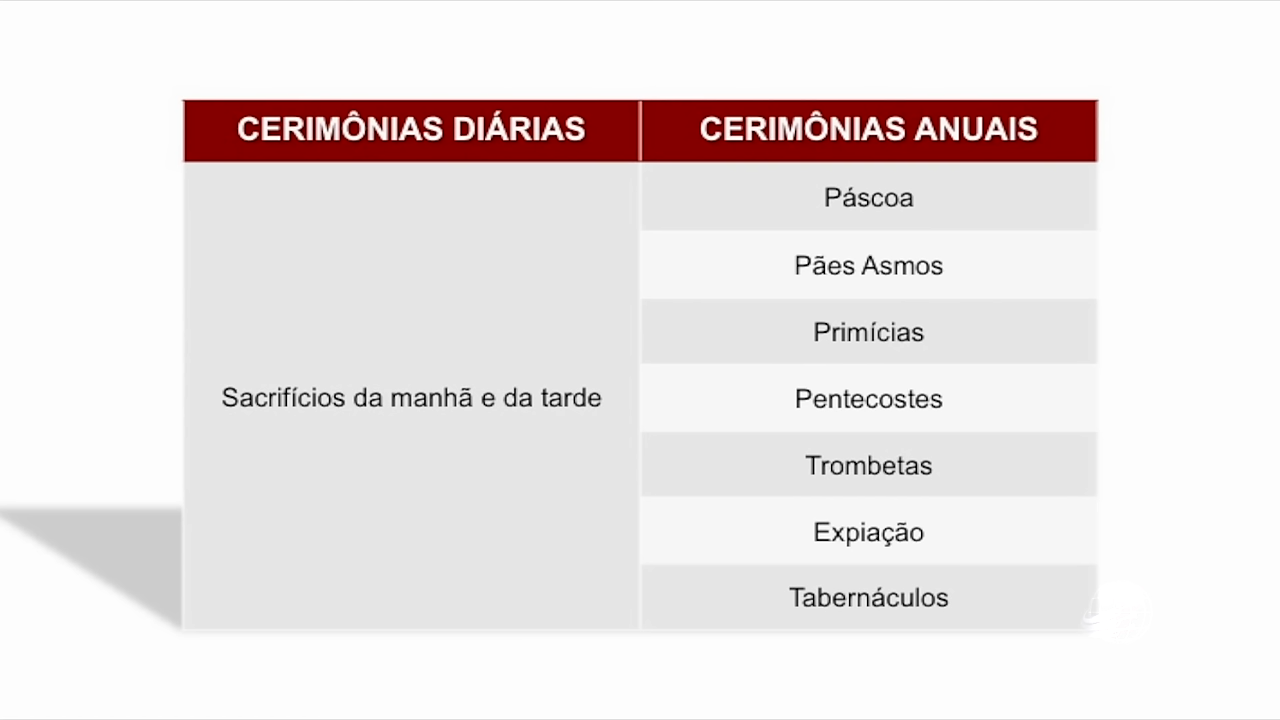 CERIMÔNIAS DIÁRIAS
CERIMÔNIAS ANUAIS
Sacrifícios da manhã e da tarde
Páscoa
Pães Asmos
Primícias
Pentecostes
Trombetas
Expiação
Tabernáculos